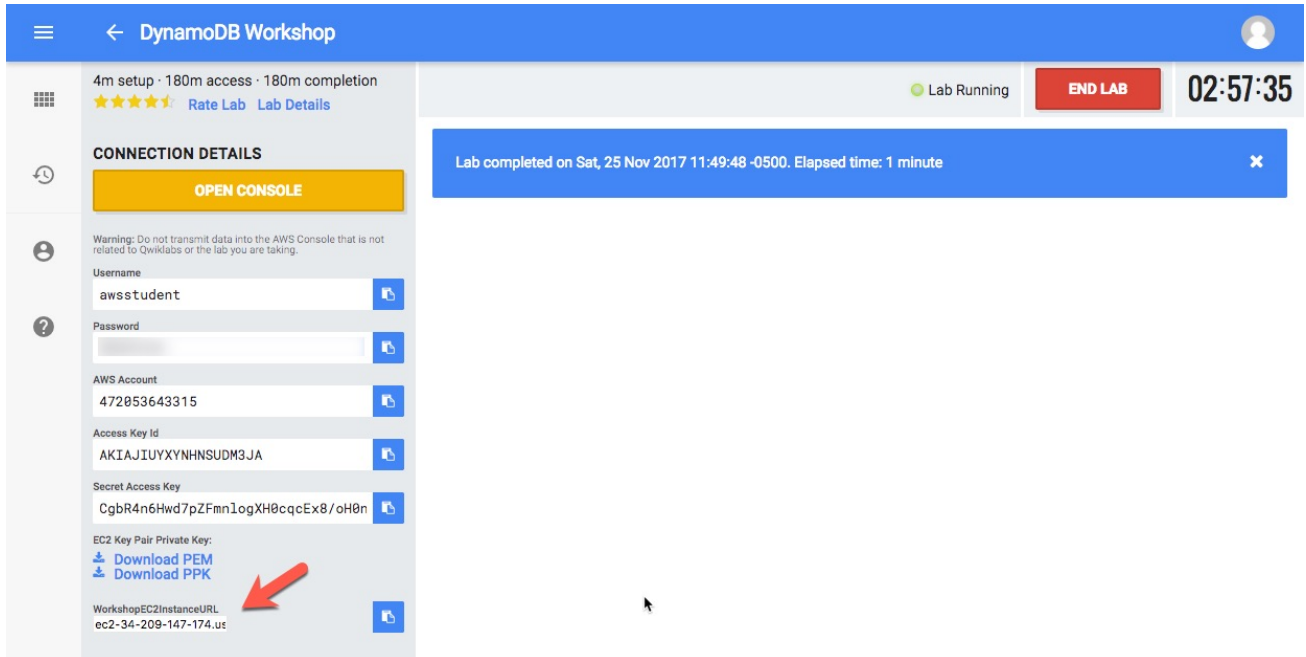 DynamoDB Workshop
4m setup · 180m access · 180m completion
Rate Lab Lab Details
Lab Running
END LAB
02:57:35
CONNECTION DETAILS
OPEN CONSOLE
Lab completed on Sat, 25 Nov 2017 11:49:48 -0500. Elapsed time: 1 minute
Warning: Do not transmit data into the AWS Console that is not
related to Qwiklabs or the lab you are taking.
Username
awsstudent
Password
AWS Account
472053643315
Access Key Id
AKIAJIUYXYNHNSUDM3JA
Secret Access Key
CgbR4n6Hwd7pZFmnlogXH0cqcEx8/oH0n
EC2 Key Pair Private Key:
Download PEM
Download PPK
WorkshopEC2InstanceURL
ec2-34-209-147-174.us